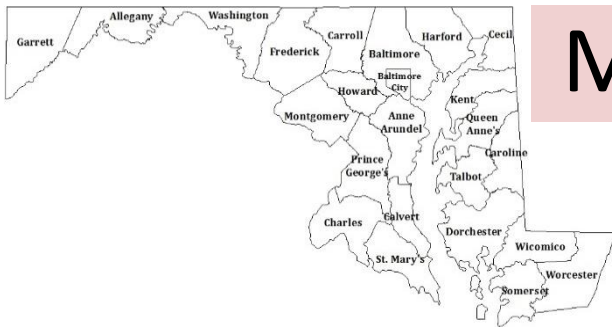 Garrett
Allegany
Washington
Frederick
Carroll
Baltimore
Harford
Cecil
Baltimore
City
Howard
Montgomery
Anne
Arundel
Kent
Queen
Anne's
Caroline
Talbot
Prince
George's
Charles
Calvert
St. Mary's
Dorchester
Wicomico
Worcester
Somerset
M